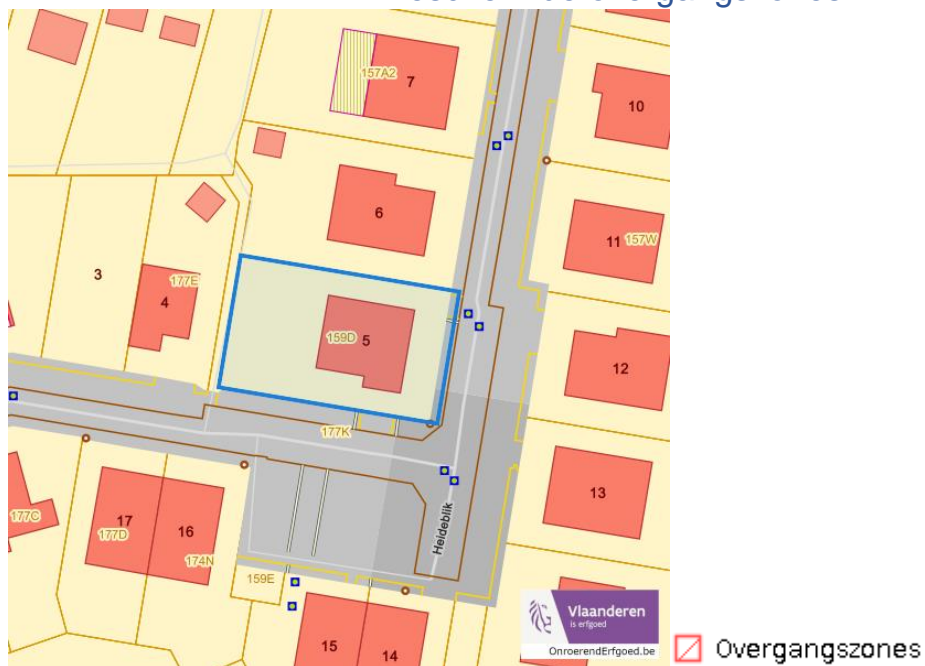 157A2
7
10
6
11 157W
3
177E
4
159D 5
12
177K
13
17
16
177C
177D
174N
Heideblik
159E
15
14
Vlaanderen
is erfgoed
OnroerendErfgoed.be
Overgangszones